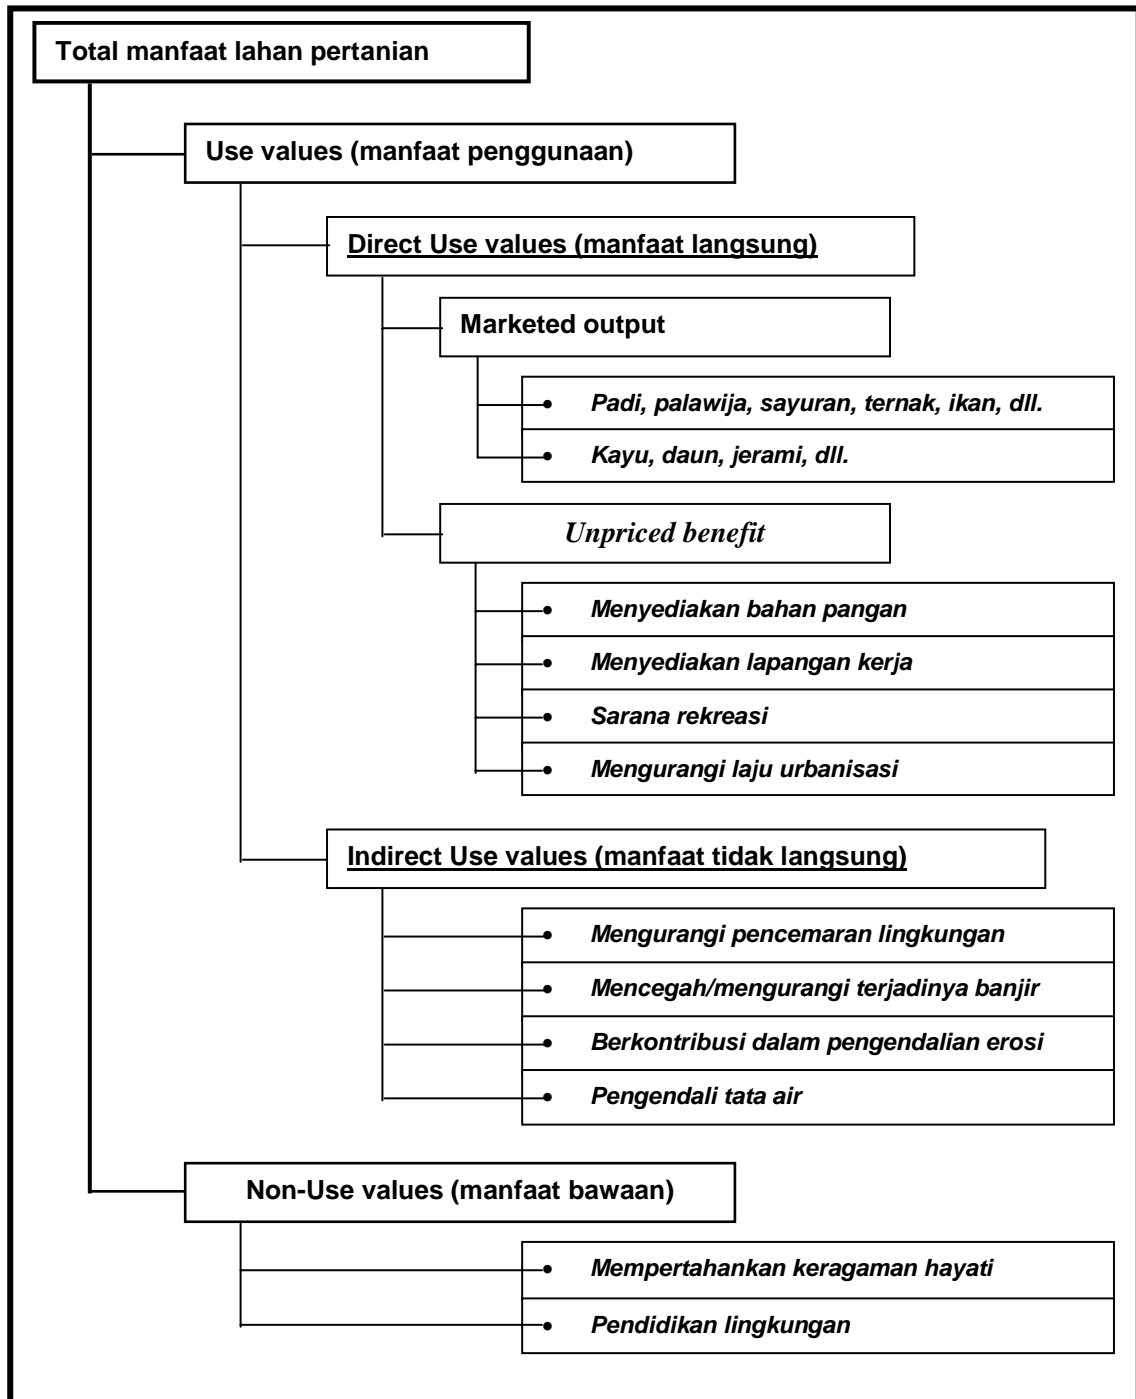 Total manfaat lahan pertanian
Use values (manfaat penggunaan)
Direct Use values (manfaat langsung)
Marketed output
• Padi, palawija, sayuran, ternak, ikan, dll.
• Kayu, daun, jerami, dll.
Unpriced benefit
• Menyediakan bahan pangan
• Menyediakan lapangan kerja
• Sarana rekreasi
• Mengurangi laju urbanisasi
Indirect Use values (manfaat tidak langsung)
• Mengurangi pencemaran lingkungan
• Mencegah/mengurangi terjadinya banjir
• Berkontribusi dalam pengendalian erosi
• Pengendali tata air
Non-Use values (manfaat bawaan)
• Mempertahankan keragaman hayati
• Pendidikan lingkungan